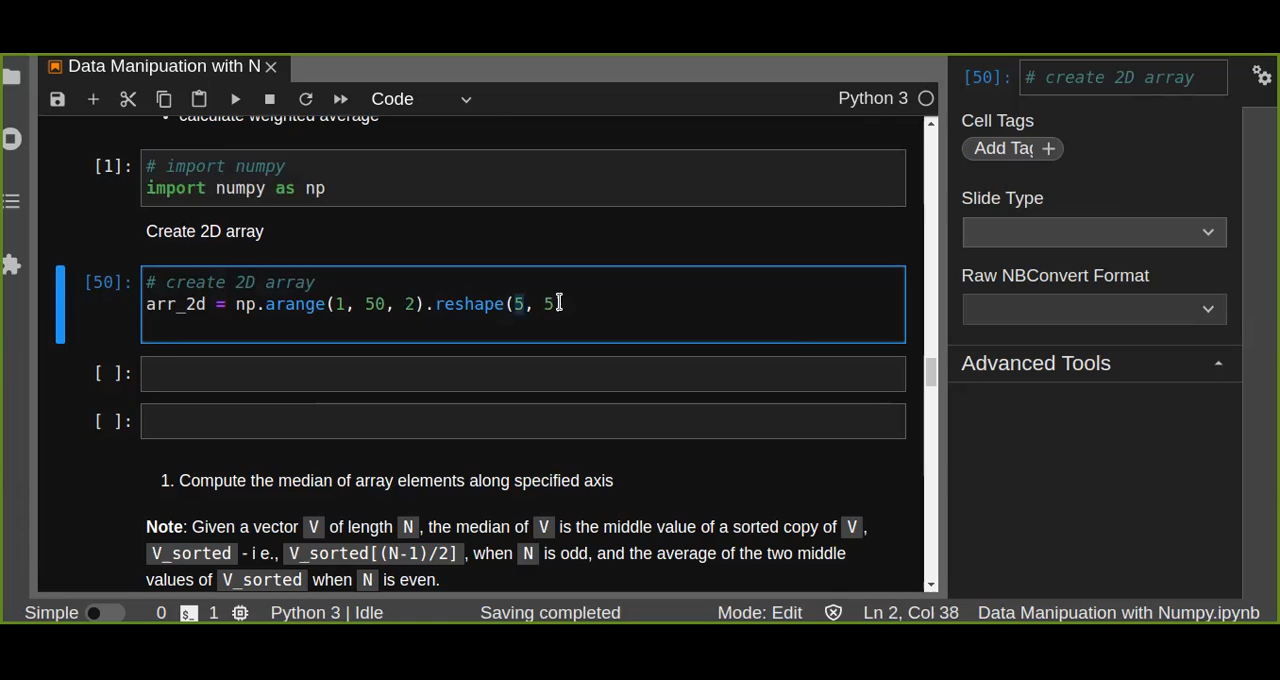 Data Manipuation with N
Code
Python 3
calculate weighted average
[1]:
# import numpy
import numpy as np
Create 2D array
[50]:
# create 2D array
arr_2d = np.arange(1, 50, 2).reshape(5, 5
[ ]:
[ ]:
1. Compute the median of array elements along specified axis
Note: Given a vector V of length N, the median of V is the middle value of a sorted copy of V,
V_sorted - i e., V_sorted[(N-1)/2], when N is odd, and the average of the two middle
values of V_sorted when N is even.
[50]: # create 2D array
Cell Tags
Add Tag +
Slide Type
Raw NBConvert Format
Advanced Tools
Simple 0 $_ 1 Python 3 | Idle Saving completed Mode: Edit Ln 2, Col 38 Data Manipuation with Numpy.ipynb